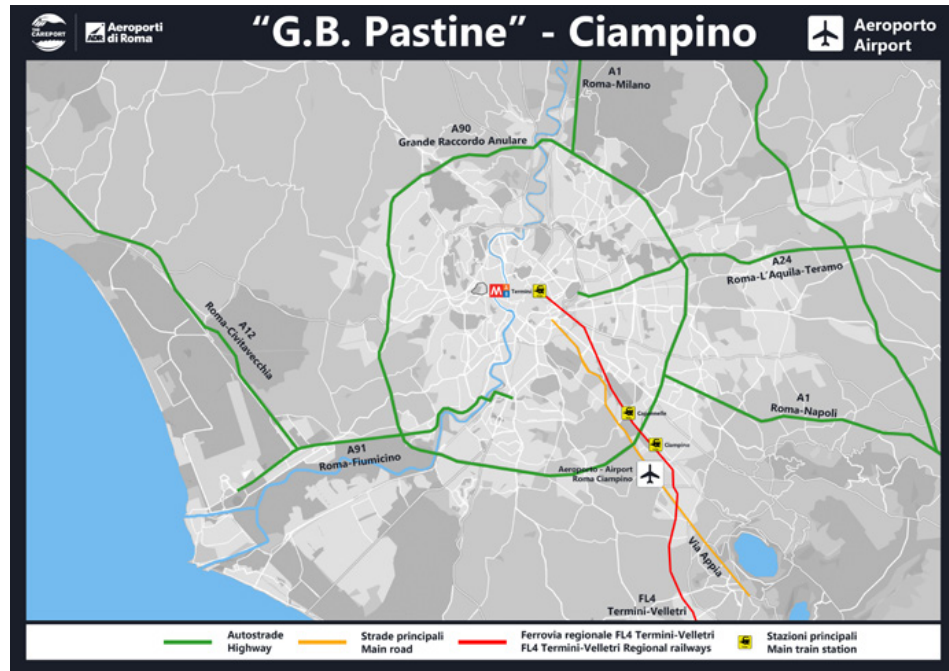 THE
CAREPORT
ADR
Aeroporti
di Roma
"G.B. Pastine" - Ciampino
Aeroporto
Airport
A1
Roma-Milano
A90
Grande Raccordo Anulare
A24
Roma-L'Aquila-Teramo
M
A
B
Termini
A12
Roma-Civitavecchia
A1
Roma-Napoli
Capannelle
Ciampino
A91
Roma-Fiumicino
Aeroporto - Airport
Roma Ciampino
Via Appia
FL4
Termini-Velletri
Autostrade
Highway
Strade principali
Main road
Ferrovia regionale FL4 Termini-Velletri
FL4 Termini-Velletri Regional railways
Stazioni principali
Main train station